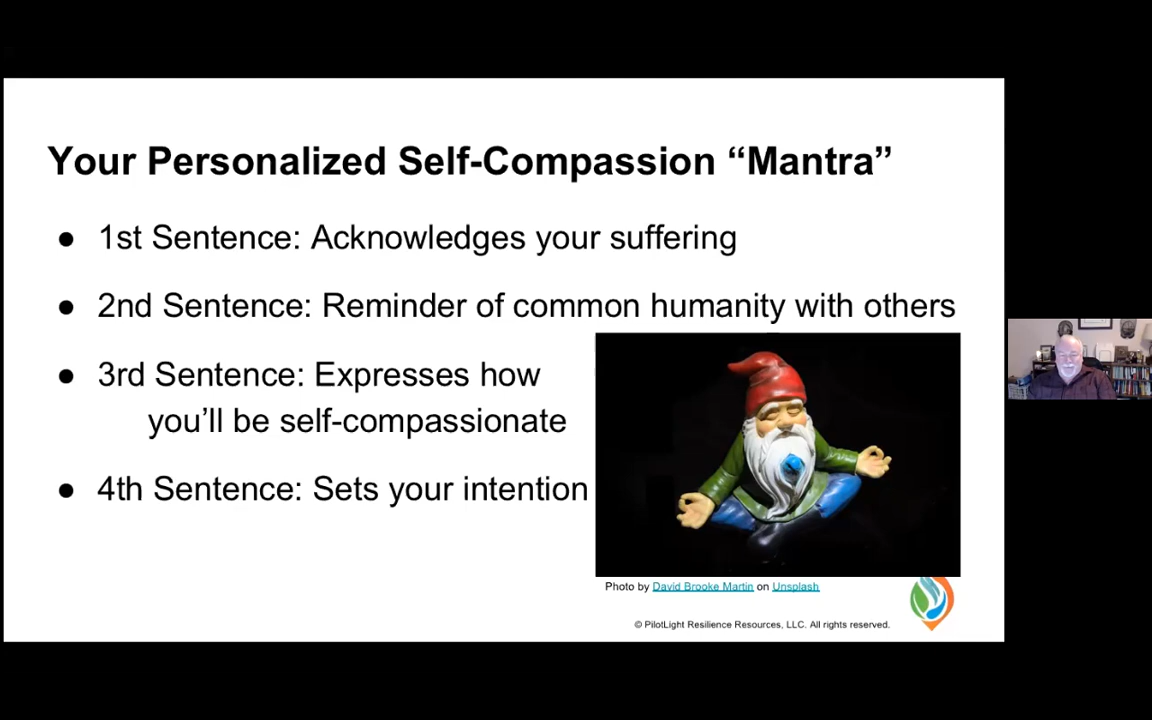 Your Personalized Self-Compassion “Mantra”
● 1st Sentence: Acknowledges your suffering
● 2nd Sentence: Reminder of common humanity with others
● 3rd Sentence: Expresses how
you’ll be self-compassionate
● 4th Sentence: Sets your intention
Photo by David Brooke Martin on Unsplash
© PilotLight Resilience Resources, LLC. All rights reserved.